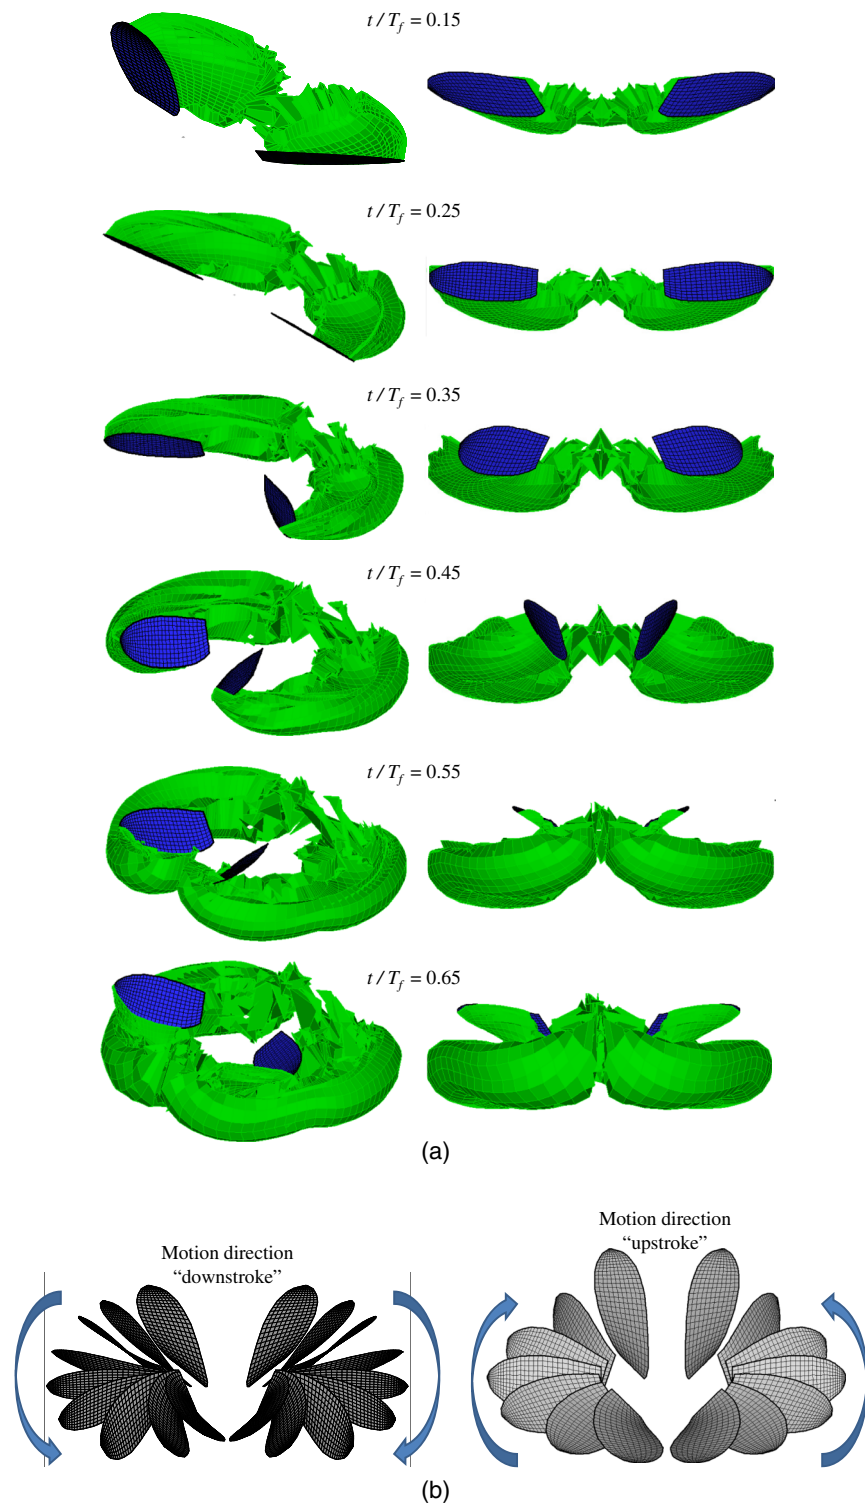 t / T_f = 0.15
t / T_f = 0.25
t / T_f = 0.35
t / T_f = 0.45
t / T_f = 0.55
t / T_f = 0.65
(a)
Motion direction
“downstroke”
Motion direction
“upstroke”
(b)